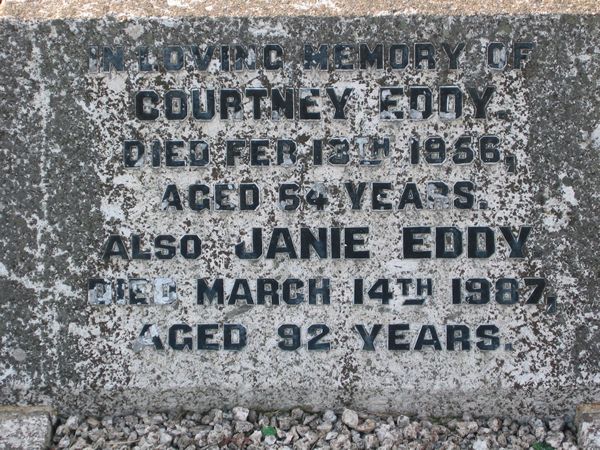 IN LOVING MEMORY OF
COURTNEY EDDY.
DIED FEB 13TH 1956,
AGED 64 YEARS.
ALSO JANIE EDDY.
DIED MARCH 14TH 1987,
AGED 92 YEARS.